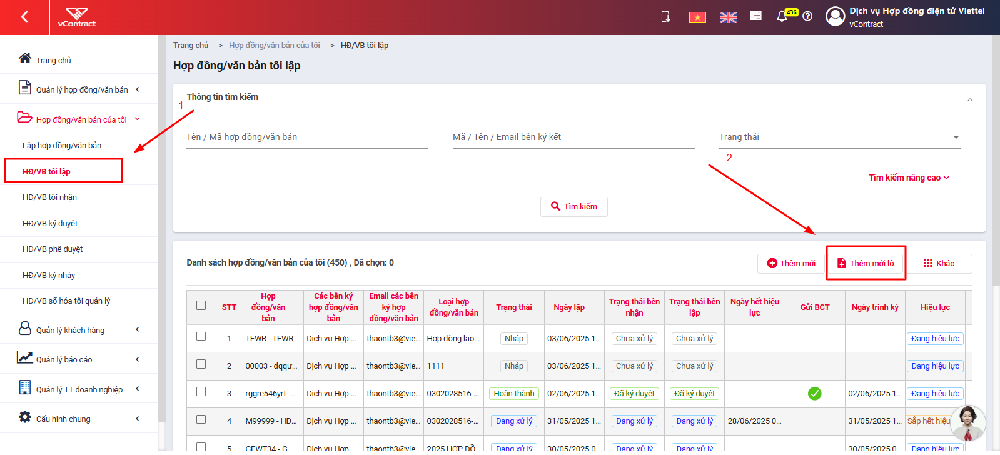 vContract
436
Dịch vụ Hợp đồng điện tử Viettel
vContract
Trang chủ
Quản lý hợp đồng/văn bản
Hợp đồng/văn bản của tôi
Lập hợp đồng/văn bản
HĐ/VB tôi lập
HĐ/VB tôi nhận
HĐ/VB ký duyệt
HĐ/VB phê duyệt
HĐ/VB ký nháy
HĐ/VB số hóa tôi quản lý
Quản lý khách hàng
Quản lý báo cáo
Quản lý TT doanh nghiệp
Cấu hình chung
Trang chủ > Hợp đồng/văn bản của tôi > HĐ/VB tôi lập
Hợp đồng/văn bản tôi lập
Thông tin tìm kiếm
1
Tên / Mã hợp đồng/văn bản Mã / Tên / Email bên ký kết Trạng thái
2
Tìm kiếm nâng cao
Tìm kiếm
Danh sách hợp đồng/văn bản của tôi (450) , Đã chọn: 0 Thêm mới Thêm mới lô Khác
STT Hợp đồng/văn bản Các bên ký hợp đồng/văn bản Email các bên ký hợp đồng/văn bản Loại hợp đồng/văn bản Trạng thái Ngày lập Trạng thái bên nhận Trạng thái bên lập Ngày hết hiệu lực Gửi BCT Ngày trình ký Hiệu lực
1 TEWR - TEWR Dịch vụ Hợp ... thaontb3@vie... Hợp đòng lao... Nháp 03/06/2025 1... Chưa xử lý Chưa xử lý Đang hiệu lực
2 00003 - dqqư... Dịch vụ Hợp ... thaontb3@vie... 1111 Nháp 03/06/2025 1... Chưa xử lý Chưa xử lý Đang hiệu lực
3 rggre546yrt -... Dịch vụ Hợp ... thaontb3@vie... 0302028516-... Hoàn thành 02/06/2025 1... Đã ký duyệt Đã ký duyệt 02/06/2025 1... Đang hiệu lực
4 M99999 - HD... Dịch vụ Hợp ... thaontb3@vie... 0302028516-... Đang xử lý 31/05/2025 1... Đang xử lý Đang xử lý 28/06/2025 0... 31/05/2025 1... Sắp hết hiệu
5 GEWT34 - G... Dịch vụ Hợp ... thaontb3@vie... 2025 HỢP ĐỒ... Đang xử lý 30/05/2025 0... Đang xử lý Đang xử lý 30/05/2025 0... Đang hiệu lực